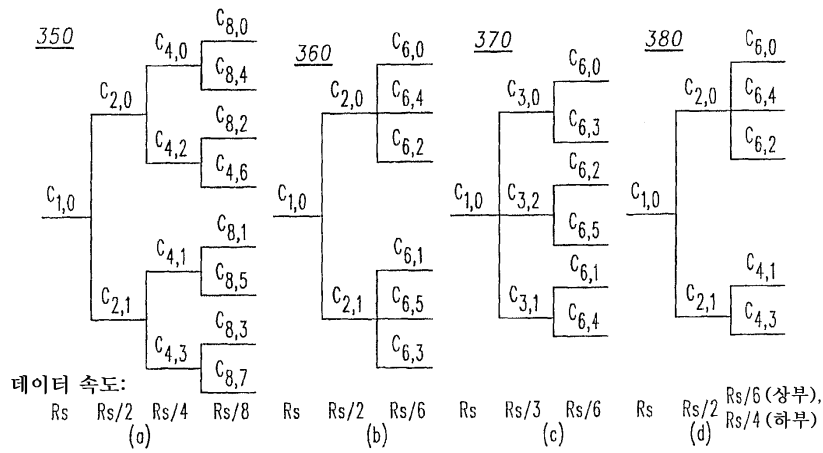 350
C1,0
C2,0
C2,1
C4,0
C4,2
C4,1
C4,3
C8,0
C8,4
C8,2
C4,6
C8,1
C8,5
C8,3
C8,7
360
C1,0
C2,0
C2,1
C6,0
C6,4
C6,2
C6,1
C6,5
C6,3
370
C1,0
C3,0
C3,2
C3,1
C6,0
C6,3
C6,2
C6,5
C6,1
C6,4
380
C1,0
C2,0
C2,1
C6,0
C6,4
C6,2
C4,1
C4,3
데이터 속도:
Rs Rs/2 Rs/4 Rs/8
(a)
Rs Rs/2 Rs/6
(b)
Rs Rs/3 Rs/6
(c)
Rs Rs/2 Rs/6 (상부),
Rs/4 (하부)
(d)